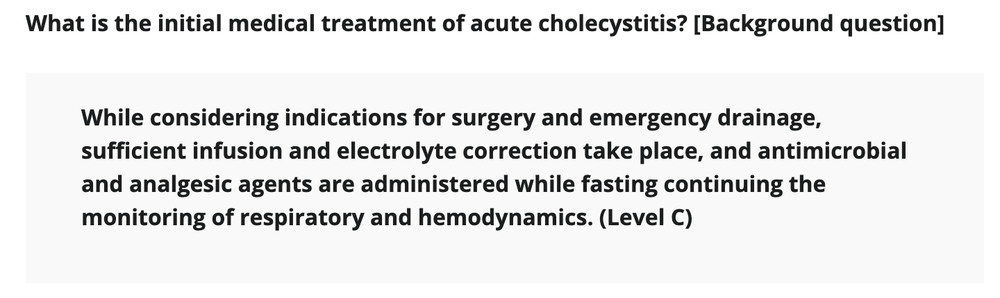 What is the initial medical treatment of acute cholecystitis? [Background question]
While considering indications for surgery and emergency drainage,
sufficient infusion and electrolyte correction take place, and antimicrobial
and analgesic agents are administered while fasting continuing the
monitoring of respiratory and hemodynamics. (Level C)